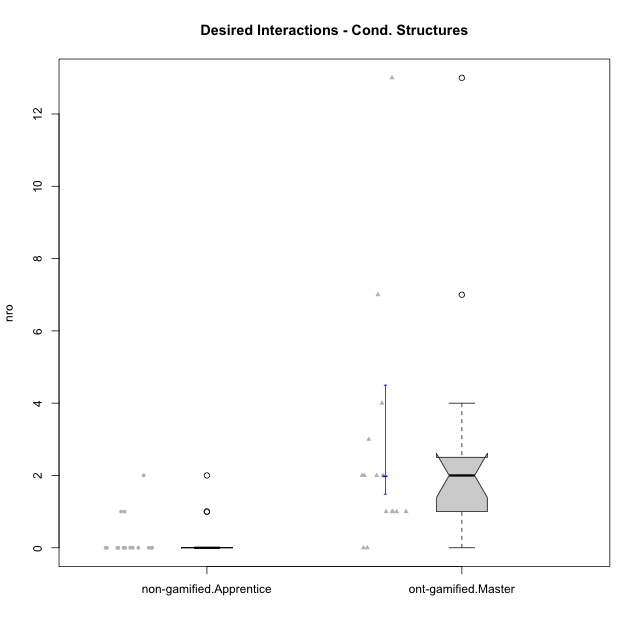 Desired Interactions - Cond. Structures
nro
12
10
8
6
4
2
0
non-gamified.Apprentice
ont-gamified.Master